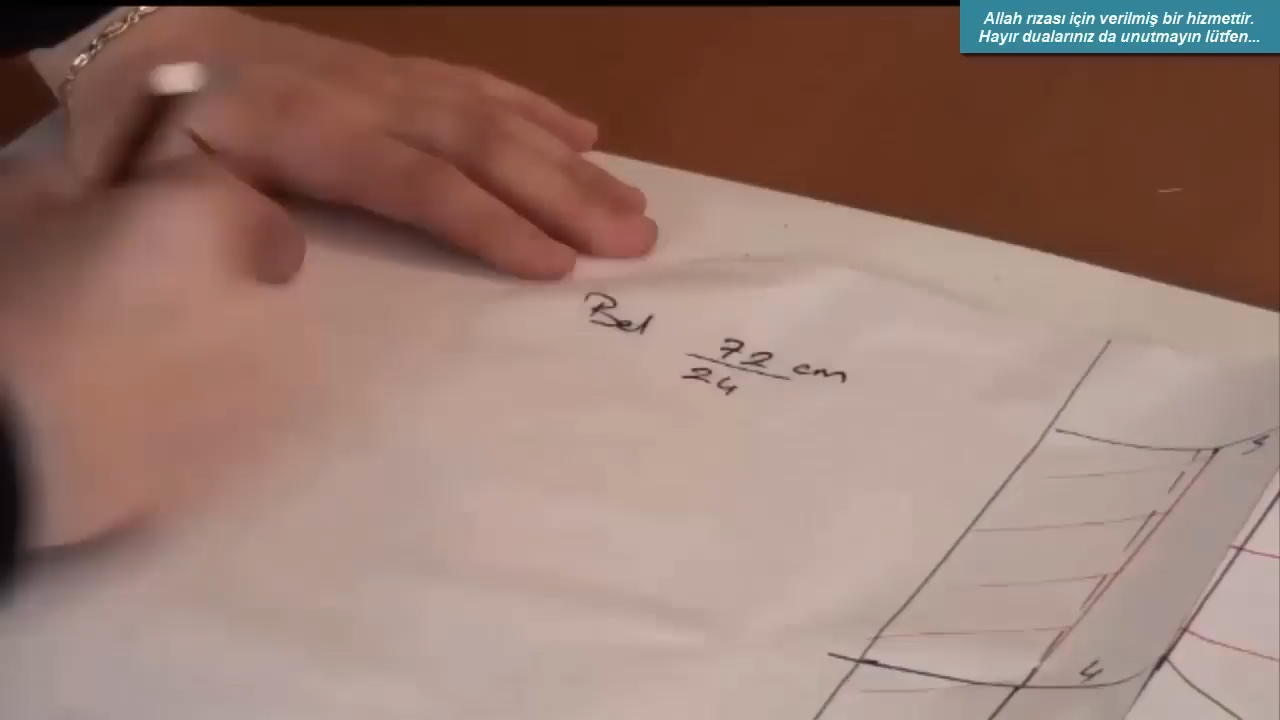 Allah rızası için verilmiş bir hizmettir.
Hayır dualarınız da unutmayın lütfen...
Bel
72 cm
24
4